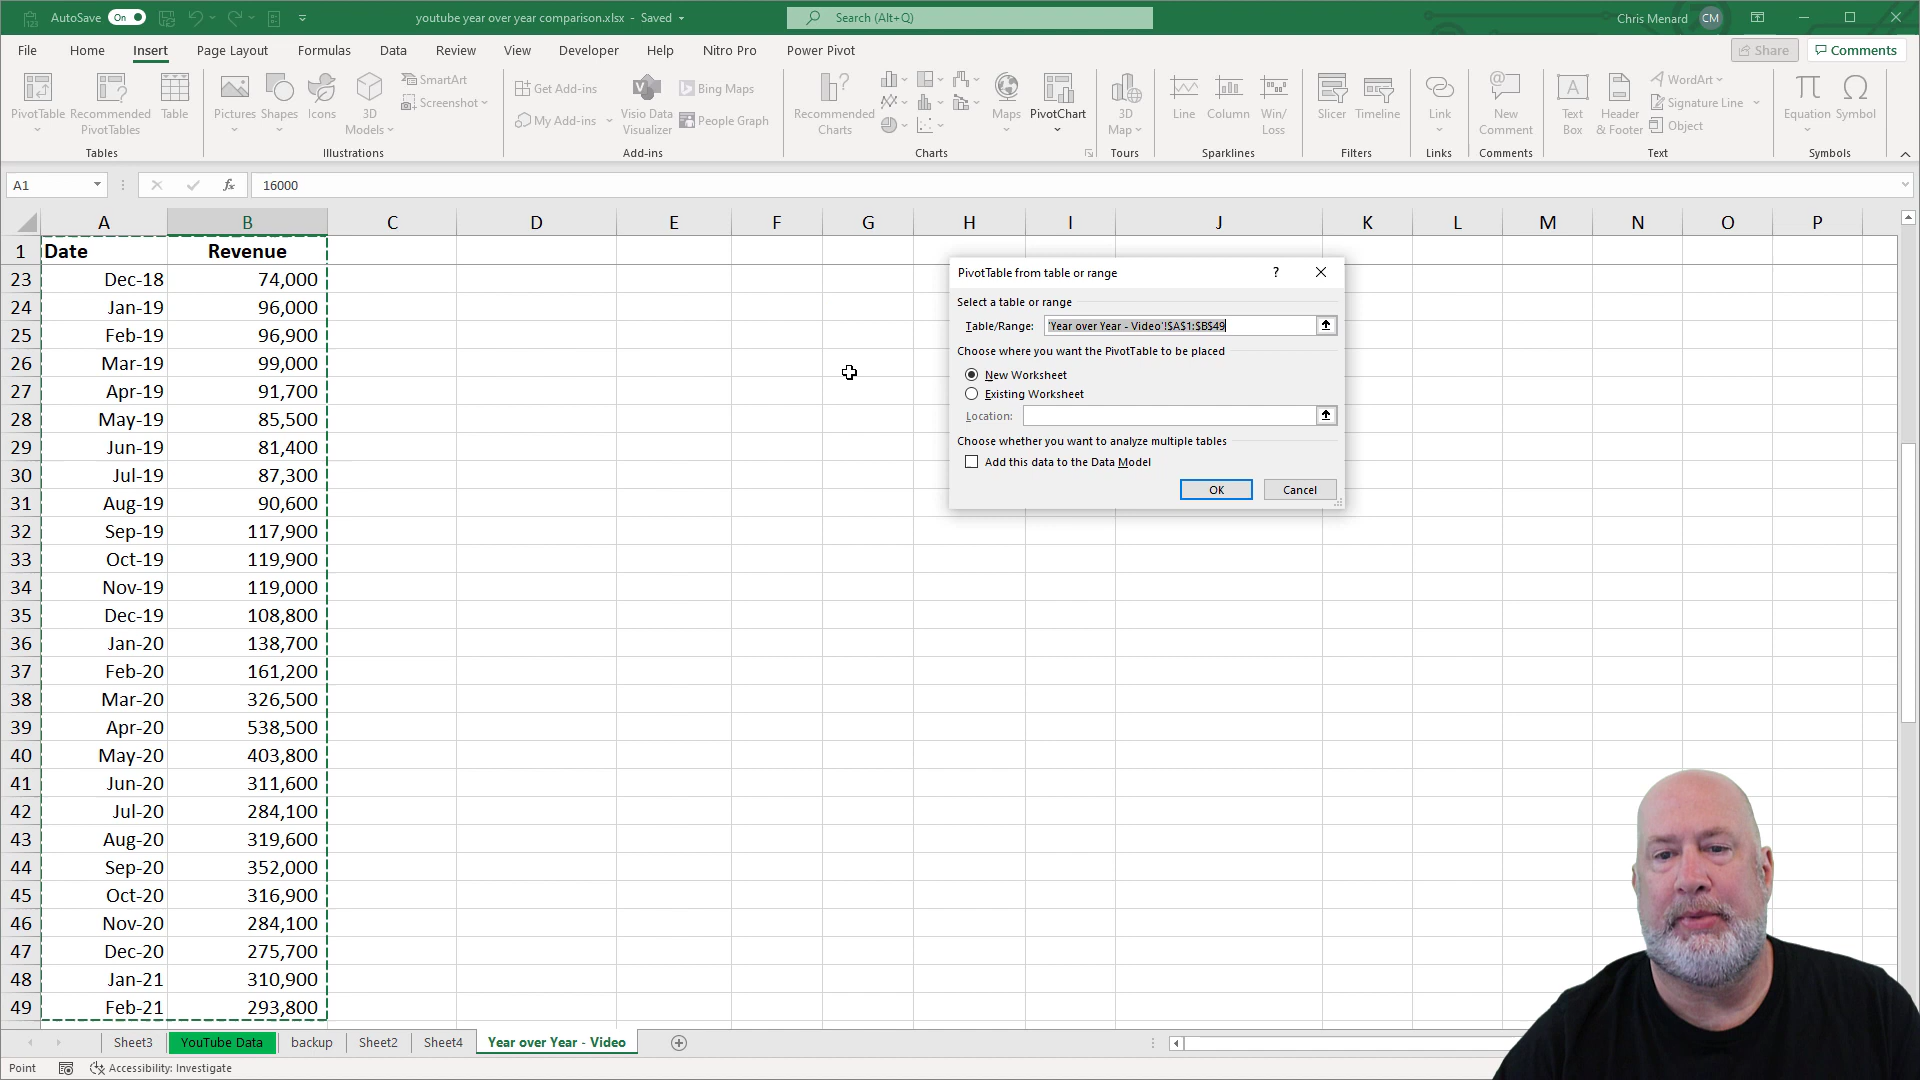 AutoSave On youtube year over year comparison.xlsx - Saved Search (Alt+Q) Chris Menard CM
File Home Insert Page Layout Formulas Data Review View Developer Help Nitro Pro Power Pivot Share Comments
PivotTable Recommended PivotTables Table Pictures Shapes Icons 3D Models SmartArt Screenshot Get Add-ins My Add-ins Visio Data Visualizer Bing Maps People Graph Recommended Charts Maps PivotChart 3D Map Line Column Win/Loss Slicer Timeline Link New Comment Text Box Header & Footer WordArt Signature Line Object Equation Symbol
Tables Illustrations Add-ins Charts Tours Sparklines Filters Links Comments Text Symbols
A1 fx 16000
A B C D E F G H I J K L M N O P
1 Date Revenue
23 Dec-18 74,000
24 Jan-19 96,000
25 Feb-19 96,900
26 Mar-19 99,000
27 Apr-19 91,700
28 May-19 85,500
29 Jun-19 81,400
30 Jul-19 87,300
31 Aug-19 90,600
32 Sep-19 117,900
33 Oct-19 119,900
34 Nov-19 119,000
35 Dec-19 108,800
36 Jan-20 138,700
37 Feb-20 161,200
38 Mar-20 326,500
39 Apr-20 538,500
40 May-20 403,800
41 Jun-20 311,600
42 Jul-20 284,100
43 Aug-20 319,600
44 Sep-20 352,000
45 Oct-20 316,900
46 Nov-20 284,100
47 Dec-20 275,700
48 Jan-21 310,900
49 Feb-21 293,800
PivotTable from table or range ?
Select a table or range
Table/Range: 'Year over Year - Video'!$A$1:$B$49
Choose where you want the PivotTable to be placed
New Worksheet
Existing Worksheet
Location:
Choose whether you want to analyze multiple tables
Add this data to the Data Model
OK Cancel
Sheet3 YouTube Data backup Sheet2 Sheet4 Year over Year - Video
Point Accessibility: Investigate